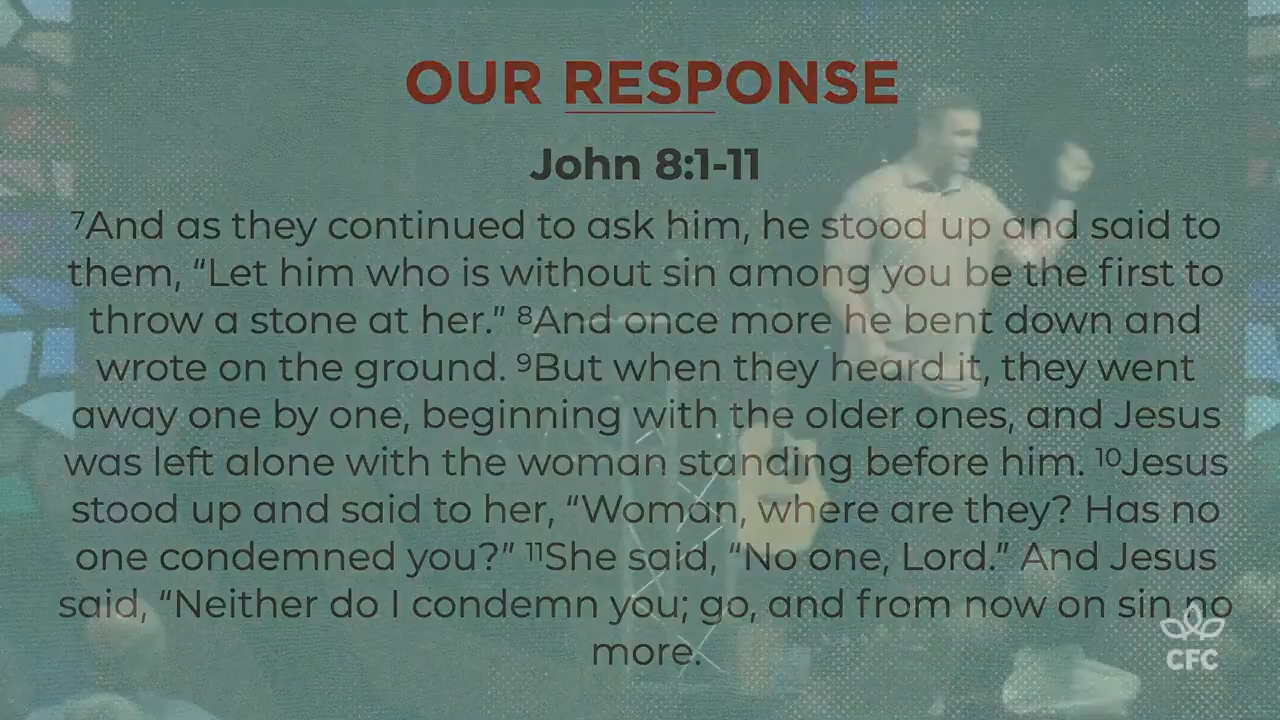 OUR RESPONSE
John 8:1-11
⁷And as they continued to ask him, he stood up and said to
them, “Let him who is without sin among you be the first to
throw a stone at her.” ⁸And once more he bent down and
wrote on the ground. ⁹But when they heard it, they went
away one by one, beginning with the older ones, and Jesus
was left alone with the woman standing before him. ¹⁰Jesus
stood up and said to her, “Woman, where are they? Has no
one condemned you?” ¹¹She said, “No one, Lord.” And Jesus
said, “Neither do I condemn you; go, and from now on sin no
more.
CFC